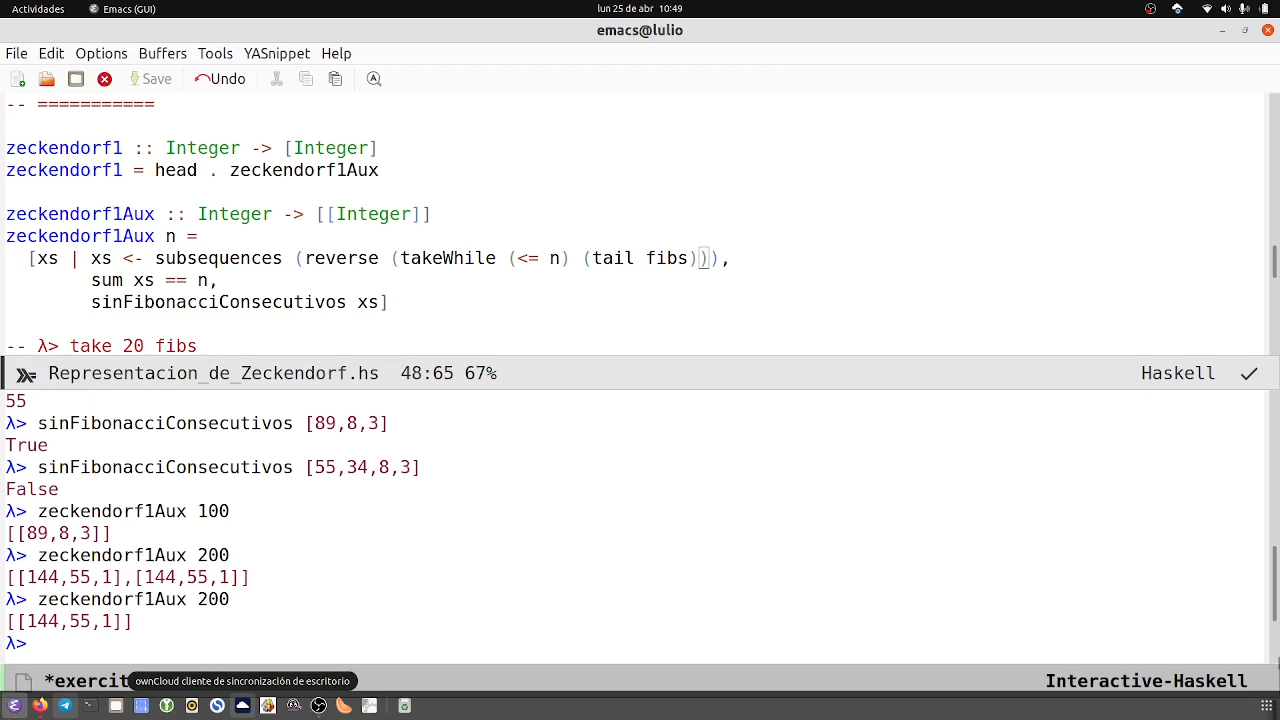 Actividades Emacs (GUI) lun 25 de abr 10:49
emacs@lulio
File Edit Options Buffers Tools YASnippet Help
Save Undo
-- ===========
zeckendorf1 :: Integer -> [Integer]
zeckendorf1 = head . zeckendorf1Aux
zeckendorf1Aux :: Integer -> [[Integer]]
zeckendorf1Aux n =
[xs | xs <- subsequences (reverse (takeWhile (<= n) (tail fibs))),
sum xs == n,
sinFibonacciConsecutivos xs]
-- λ> take 20 fibs
Representacion_de_Zeckendorf.hs 48:65 67% Haskell
55
λ> sinFibonacciConsecutivos [89,8,3]
True
λ> sinFibonacciConsecutivos [55,34,8,3]
False
λ> zeckendorf1Aux 100
[[89,8,3]]
λ> zeckendorf1Aux 200
[[144,55,1],[144,55,1]]
λ> zeckendorf1Aux 200
[[144,55,1]]
λ>
*exercit Interactive-Haskell
ownCloud cliente de sincronización de escritorio